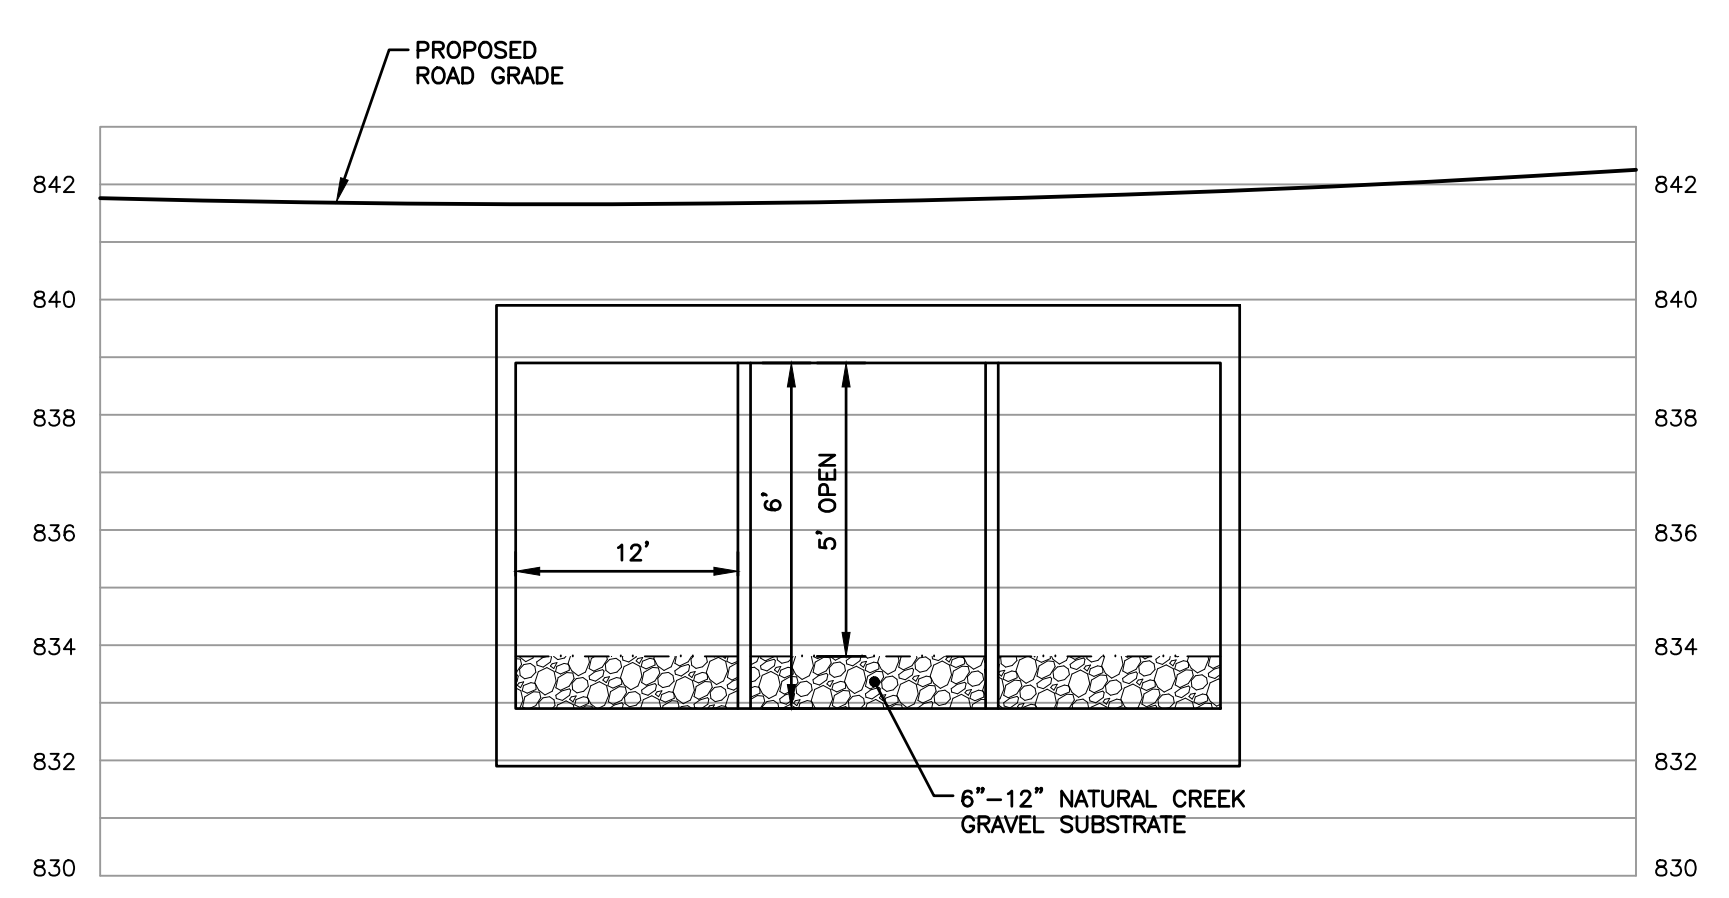 PROPOSED
ROAD GRADE
842 842
840 840
838 838
6'
5' OPEN
836 836
12'
834 834
832 832
6"-12" NATURAL CREEK
GRAVEL SUBSTRATE
830 830